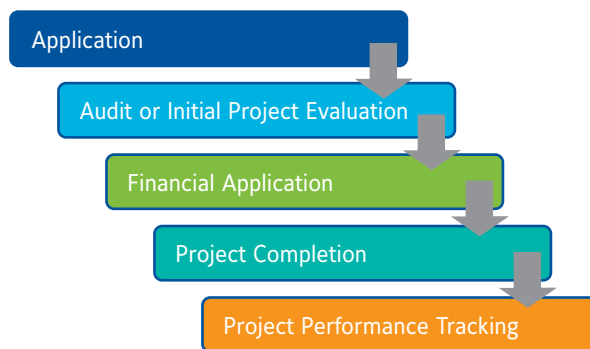 Application
Audit or Initial Project Evaluation
Financial Application
Project Completion
Project Performance Tracking